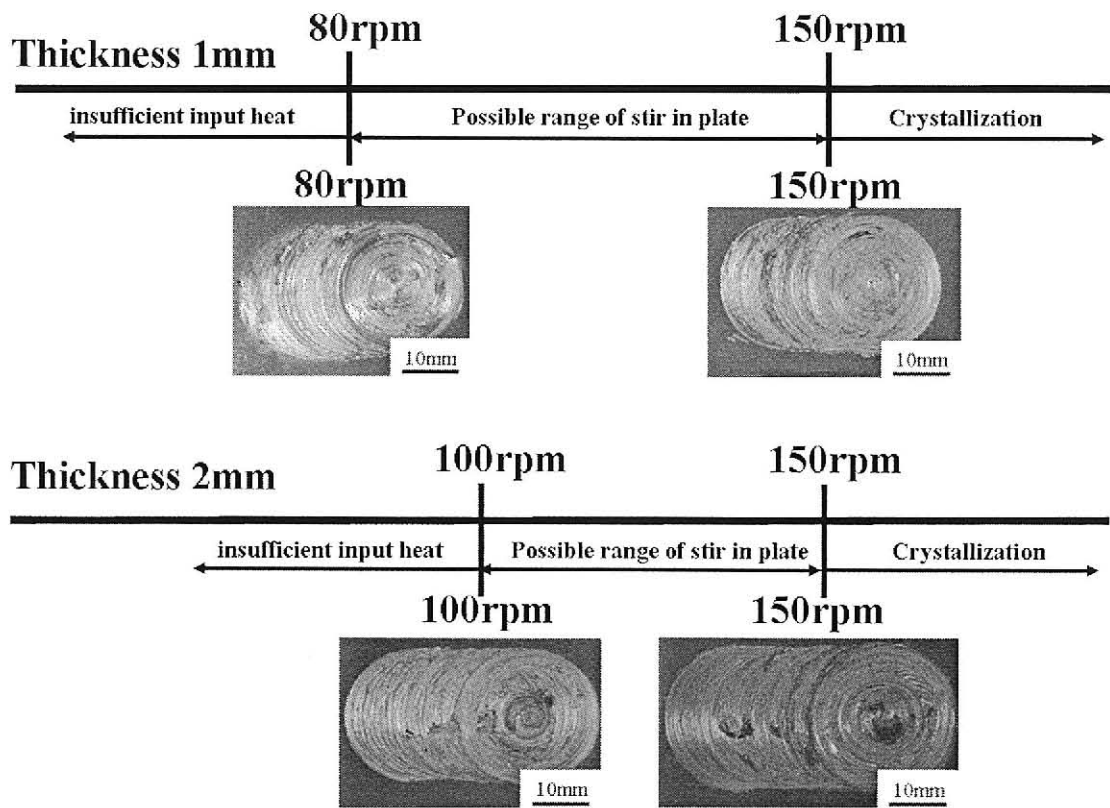 80rpm
150rpm
Thickness 1mm
insufficient input heat
Possible range of stir in plate
Crystallization
80rpm
150rpm
10mm
10mm
100rpm
150rpm
Thickness 2mm
insufficient input heat
Possible range of stir in plate
Crystallization
100rpm
150rpm
10mm
10mm